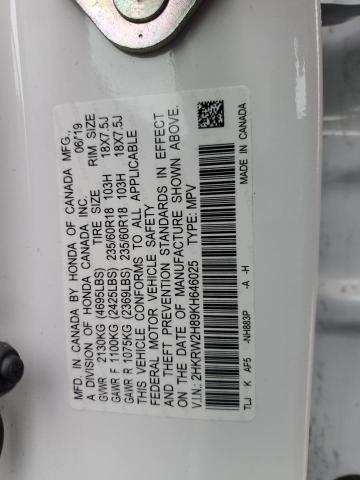 MFD. IN CANADA BY HONDA OF CANADA MFG.,
A DIVISION OF HONDA CANADA INC. 06/19
TIRE SIZE RIM SIZE
GVWR 2130KG (4695LBS)
GAWR F 1100KG (2425LBS) 235/60R18 103H 18X7.5J
GAWR R 1075KG (2369LBS) 235/60R18 103H 18X7.5J
THIS VEHICLE CONFORMS TO ALL APPLICABLE
FEDERAL MOTOR VEHICLE SAFETY
AND THEFT PREVENTION STANDARDS IN EFFECT
ON THE DATE OF MANUFACTURE SHOWN ABOVE.
V.I.N.: 2HKRW2H89KH646025 TYPE: MPV
NH883P -A -H
TLJ K AF5 MADE IN CANADA